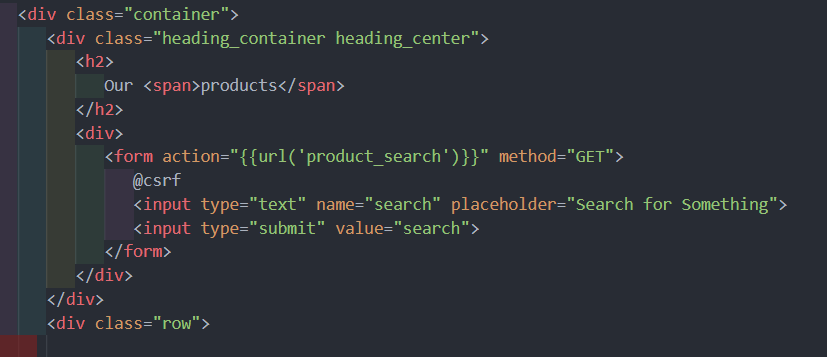 <div class="container">
<div class="heading_container heading_center">
<h2>
Our <span>products</span>
</h2>
<div>
<form action="{{url('product_search')}}" method="GET">
@csrf
<input type="text" name="search" placeholder="Search for Something">
<input type="submit" value="search">
</form>
</div>
</div>
<div class="row">